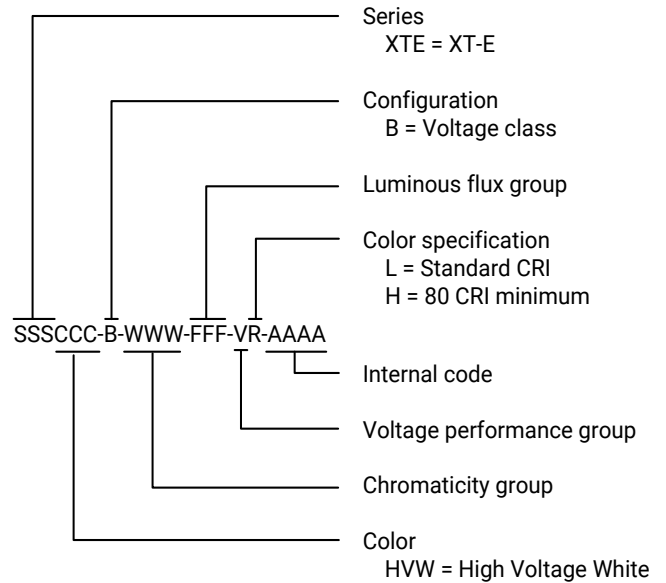 Series
XTE = XT-E
Configuration
B = Voltage class
Luminous flux group
Color specification
L = Standard CRI
H = 80 CRI minimum
SSSCCC-B-WWW-FFF-VR-AAAA
Internal code
Voltage performance group
Chromaticity group
Color
HVW = High Voltage White